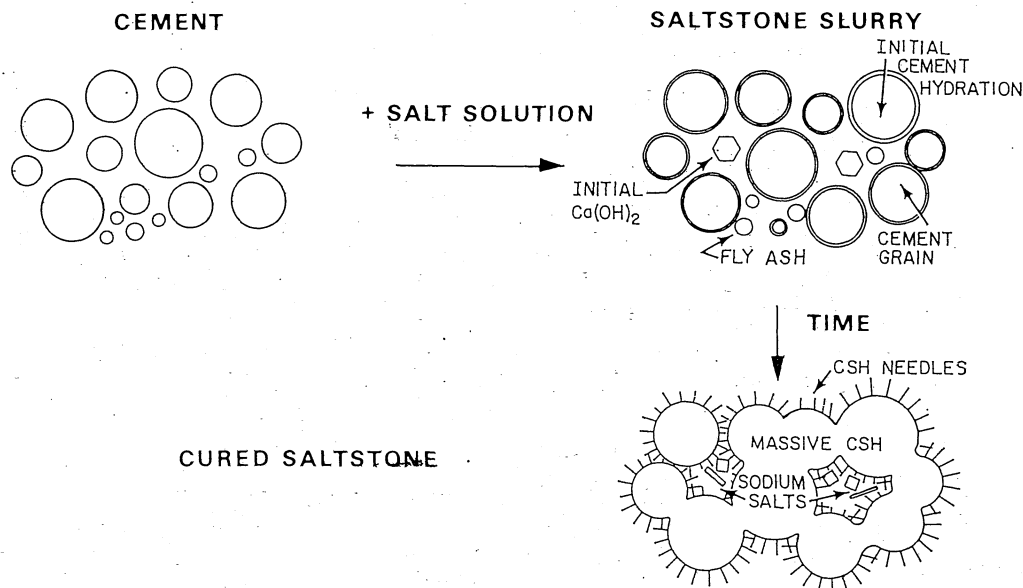 CEMENT
SALTSTONE SLURRY
INITIAL
CEMENT
HYDRATION
+ SALT SOLUTION
INITIAL
Ca(OH)2
FLY ASH
CEMENT
GRAIN
TIME
CSH NEEDLES
MASSIVE CSH
CURED SALTSTONE
SODIUM
SALTS